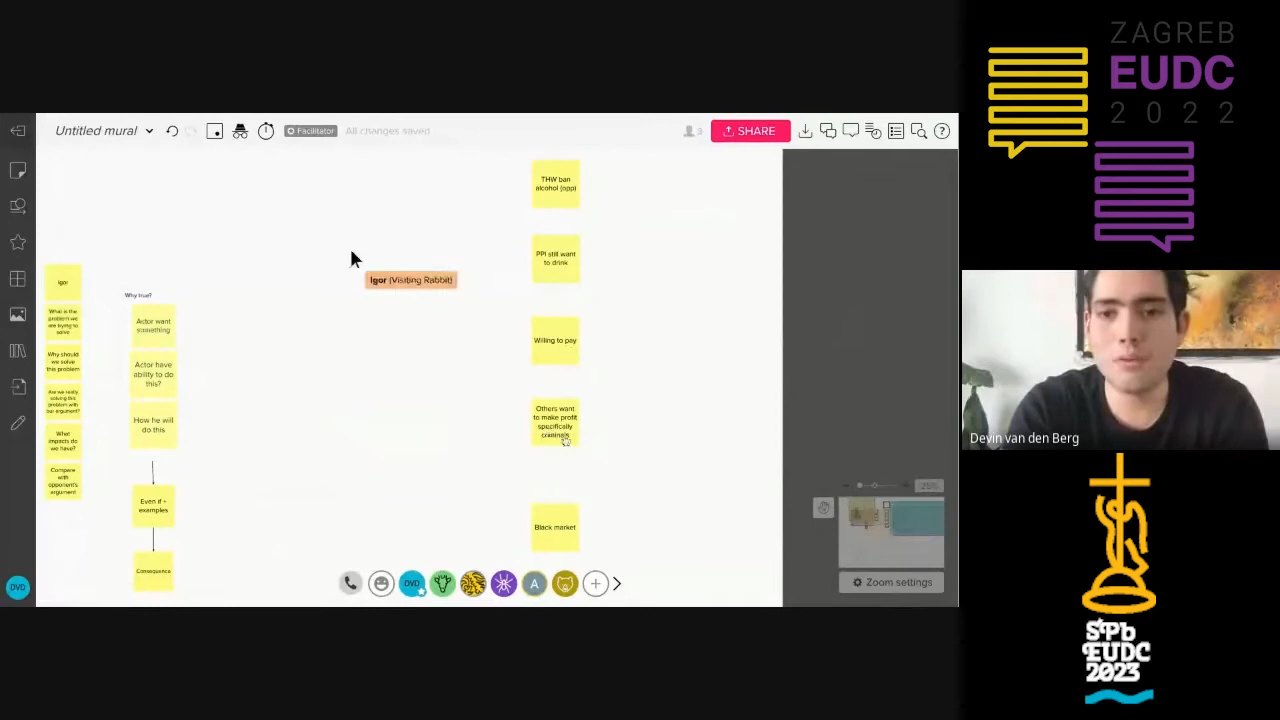 ZAGREB
EUDC
2022
Untitled mural
Facilitator
All changes saved
3
SHARE
?
THW ban
alcohol (opp)
PPl still want
to drink
Willing to pay
Others want
to make profit
specifically
criminals
Black market
Igor (Visiting Rabbit)
Igor
What is the
problem we
are trying to
solve
Why should
we solve
this problem
Are we really
solving this
problem with
our argument?
What
impacts do
we have?
Compare
with
opponent's
argument
Why true?
Actor want
something
Actor have
ability to do
this?
How he will
do this
Even if +
examples
Consequence
25%
Zoom settings
DVD
DVD
A
Devin van den Berg
SPb
EUDC
2023